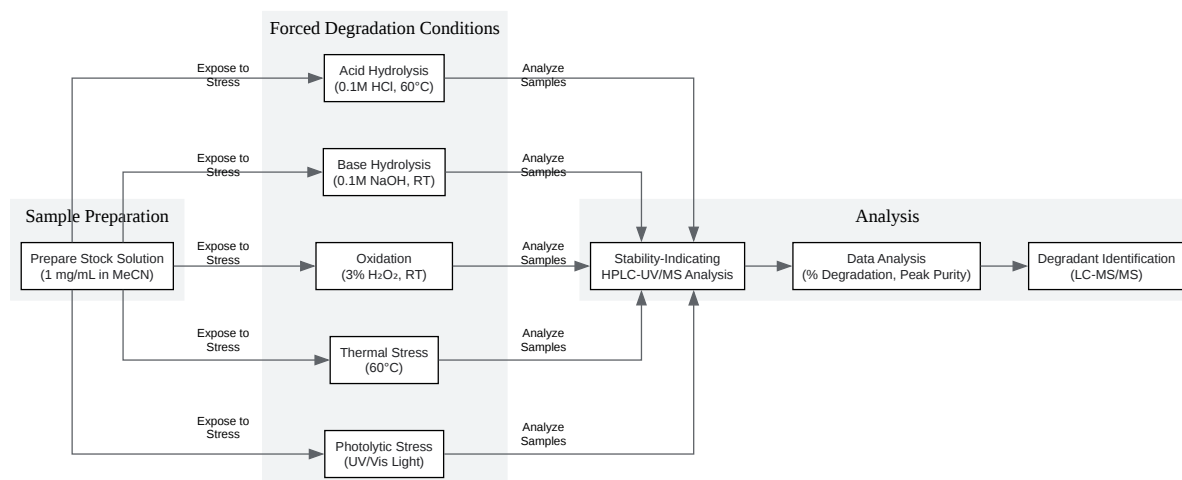 Forced Degradation Conditions
Expose to
Stress
Acid Hydrolysis
(0.1M HCl, 60°C)
Analyze
Samples
Expose to
Stress
Base Hydrolysis
(0.1M NaOH, RT)
Analyze
Samples
Sample Preparation
Analysis
Prepare Stock Solution
(1 mg/mL in MeCN)
Expose to
Stress
Oxidation
(3% H₂O₂, RT)
Analyze
Samples
Stability-Indicating
HPLC-UV/MS Analysis
Data Analysis
(% Degradation, Peak Purity)
Degradant Identification
(LC-MS/MS)
Expose to
Stress
Thermal Stress
(60°C)
Analyze
Samples
Expose to
Stress
Photolytic Stress
(UV/Vis Light)
Analyze
Samples